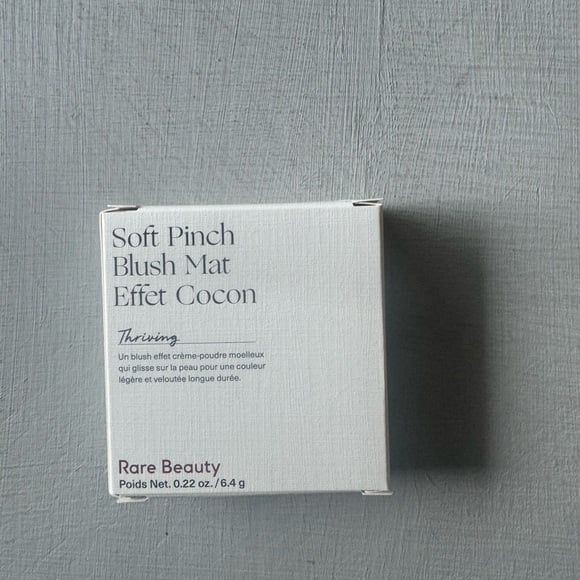 Soft Pinch
Blush Mat
Effet Cocon
Thriving
Un blush effet crème-poudre moelleux
qui glisse sur la peau pour une couleur
légère et veloutée longue durée.
Rare Beauty
Poids Net. 0.22 oz./6.4 g